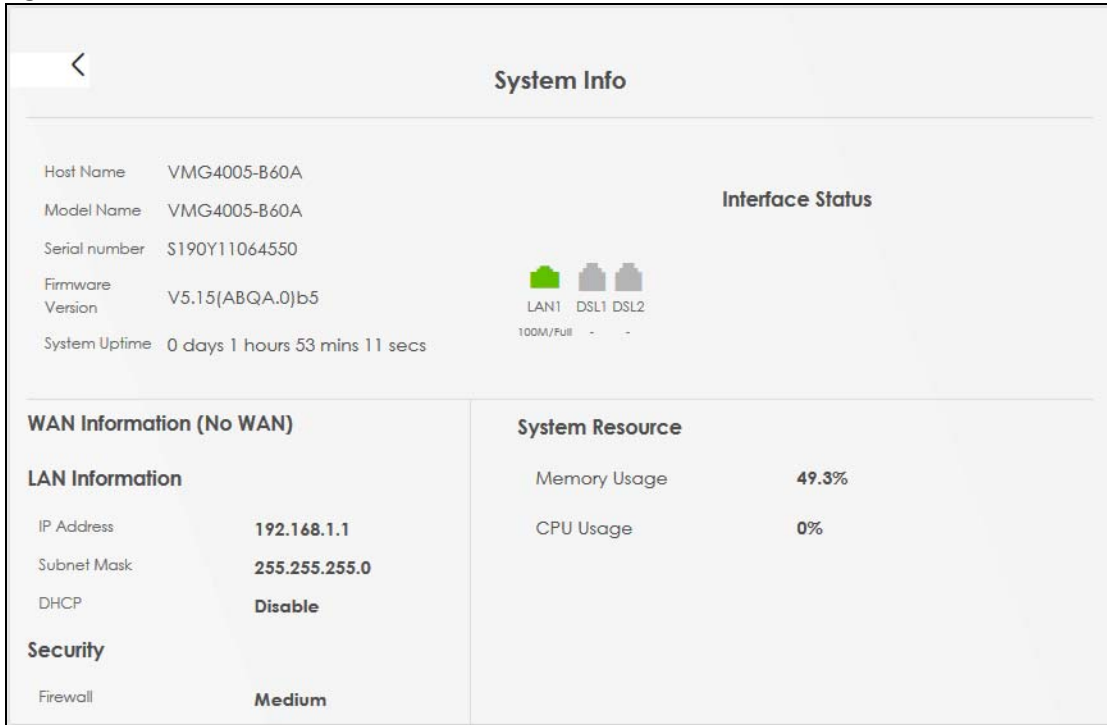 System Info
Host Name VMG4005-B60A
Model Name VMG4005-B60A
Serial number S190Y11064550
Firmware
Version V5.15(ABQA.0)b5
System Uptime 0 days 1 hours 53 mins 11 secs
Interface Status
LAN1 DSL1 DSL2
100M/Full - -
WAN Information (No WAN)
LAN Information
IP Address 192.168.1.1
Subnet Mask 255.255.255.0
DHCP Disable
Security
Firewall Medium
System Resource
Memory Usage 49.3%
CPU Usage 0%